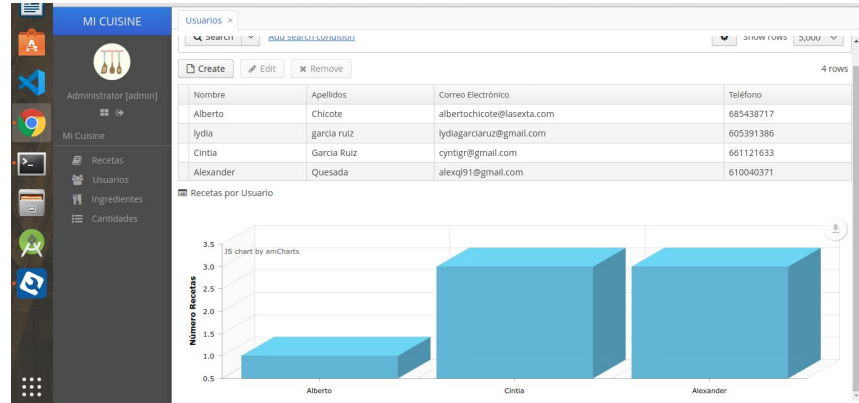 MI CUISINE
Administrator [admin]
Mi Cuisine
Recetas
Usuarios
Ingredientes
Cantidades
Usuarios ×
Search Add search condition Show rows 5,000
Create Edit Remove 4 rows
Nombre Apellidos Correo Electrónico Teléfono
Alberto Chicote albertochicote@lasexta.com 685438717
lydia garcia ruiz lydiagarciaruz@gmail.com 605391386
Cintia Garcia Ruiz cyntigr@gmail.com 661121633
Alexander Quesada alexql91@gmail.com 610040371
Recetas por Usuario
JS chart by amCharts
Número Recetas
3.5
3.0
2.5
2.0
1.5
1.0
0.5
Alberto Cintia Alexander